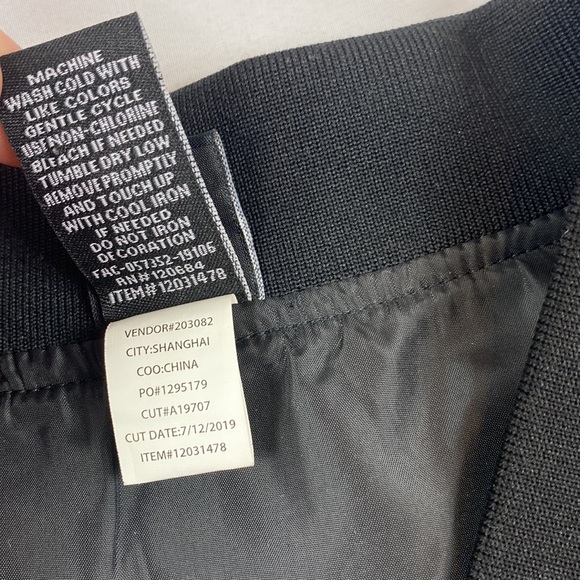 MACHINE
WASH COLD WITH
LIKE COLORS
GENTLE CYCLE
USE NON-CHLORINE
BLEACH IF NEEDED
TUMBLE DRY LOW
REMOVE PROMPTLY
AND TOUCH UP
WITH COOL IRON
IF NEEDED
DO NOT IRON
DECORATION
FAC-057352-19106
RN#120684
ITEM#12031478
VENDOR#203082
CITY:SHANGHAI
COO:CHINA
PO#1295179
CUT#A19707
CUT DATE:7/12/2019
ITEM#12031478